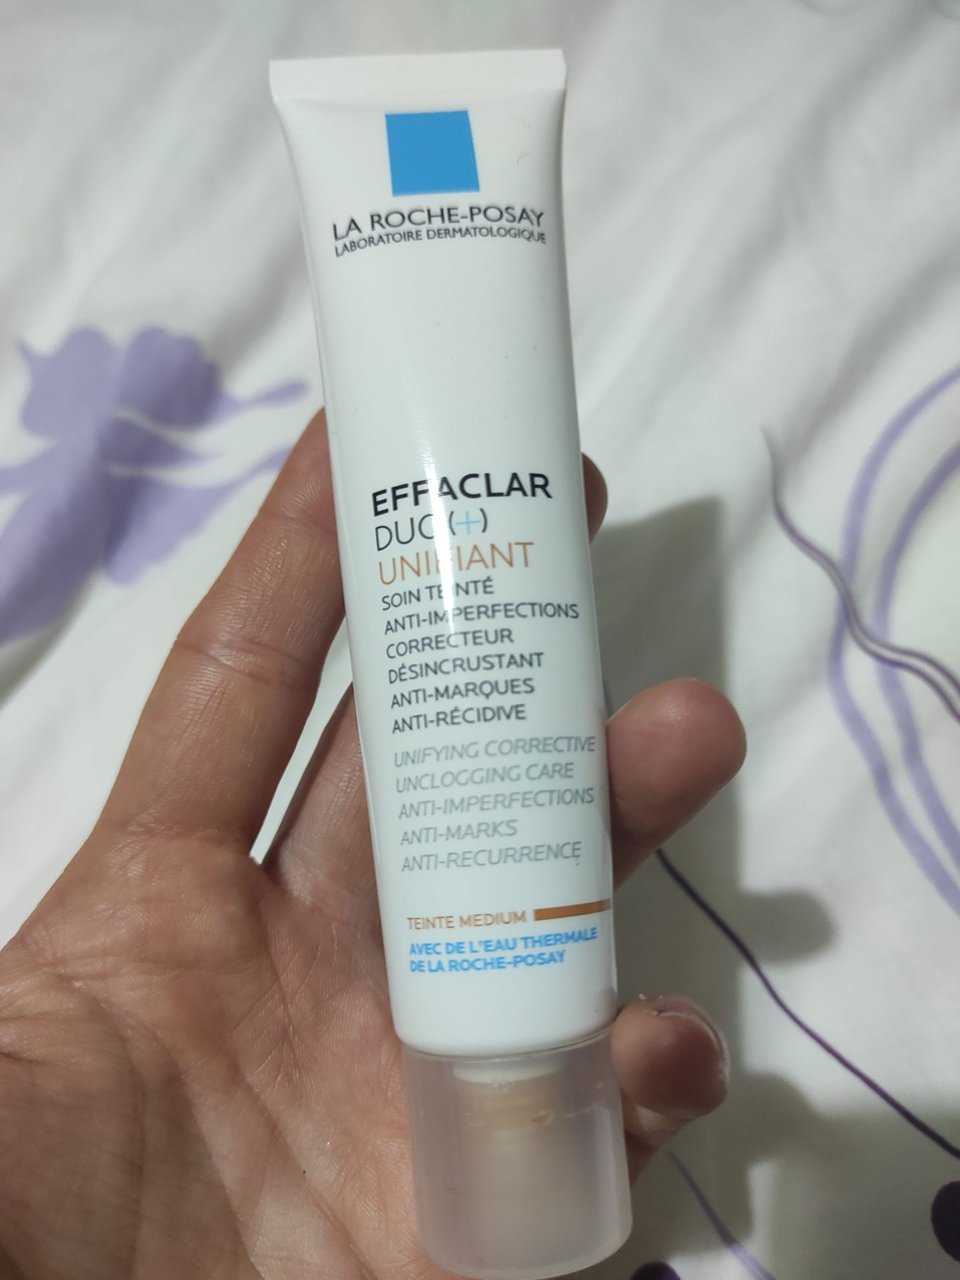 LA ROCHE-POSAY
LABORATOIRE DERMATOLOGIQUE
EFFACLAR
DUO(+)
UNIFIANT
SOIN TEINTÉ
ANTI-IMPERFECTIONS
CORRECTEUR
DÉSINCRUSTANT
ANTI-MARQUES
ANTI-RÉCIDIVE
UNIFYING CORRECTIVE
UNCLOGGING CARE
ANTI-IMPERFECTIONS
ANTI-MARKS
ANTI-RECURRENCE
TEINTE MEDIUM
AVEC DE L'EAU THERMALE
DE LA ROCHE-POSAY